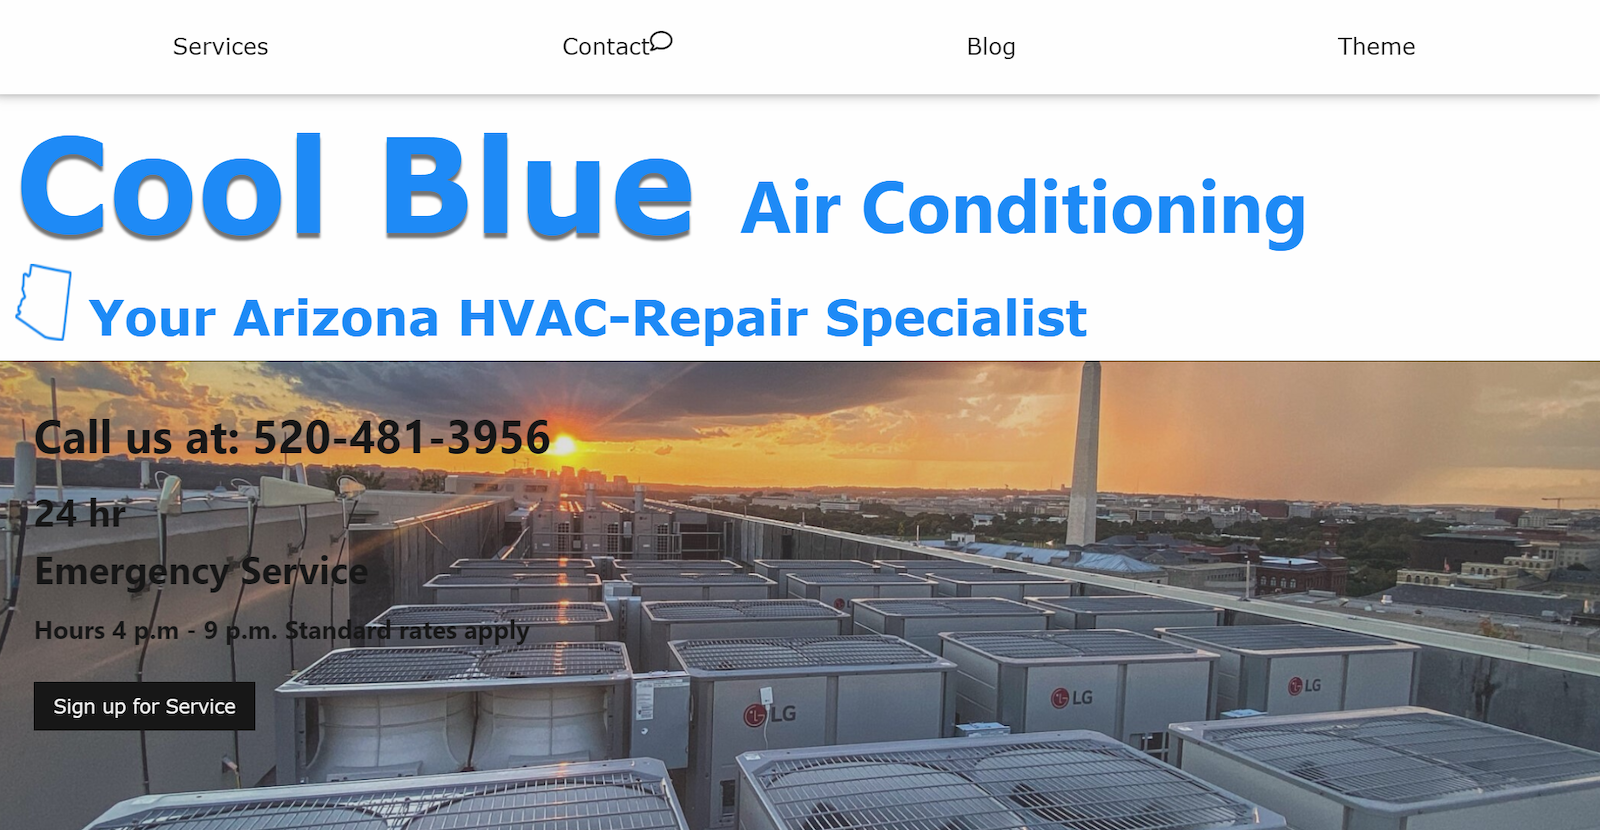 Services
Contact
Blog
Theme
Cool Blue Air Conditioning
Your Arizona HVAC-Repair Specialist
Call us at: 520-481-3956
24 hr
Emergency Service
Hours 4 p.m - 9 p.m. Standard rates apply
Sign up for Service
LG
LG
LG